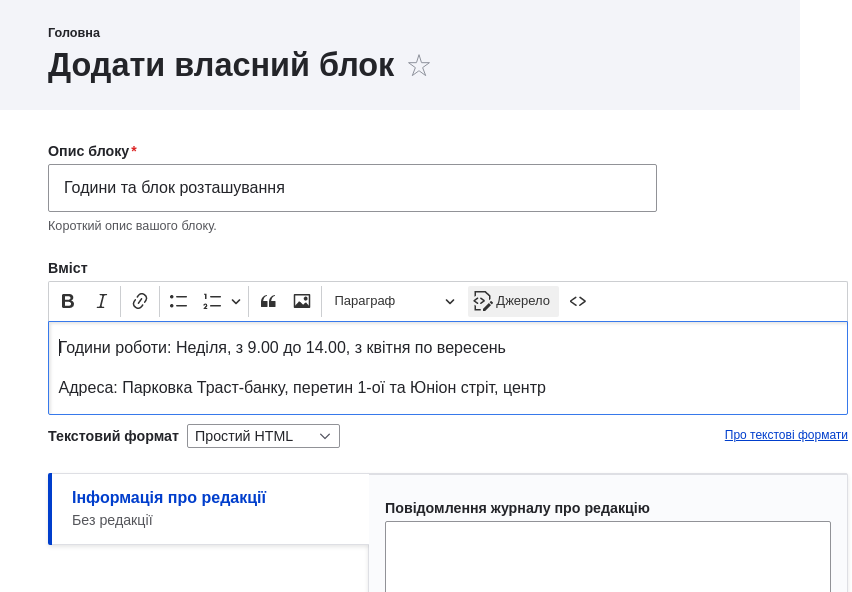 Головна
Додати власний блок
Опис блоку*
Години та блок розташування
Короткий опис вашого блоку.
Вміст
B I Параграф Джерело
Години роботи: Неділя, з 9.00 до 14.00, з квітня по вересень
Адреса: Парковка Траст-банку, перетин 1-ої та Юніон стріт, центр
Текстовий формат Простий HTML Про текстові формати
Інформація про редакції
Без редакції
Повідомлення журналу про редакцію